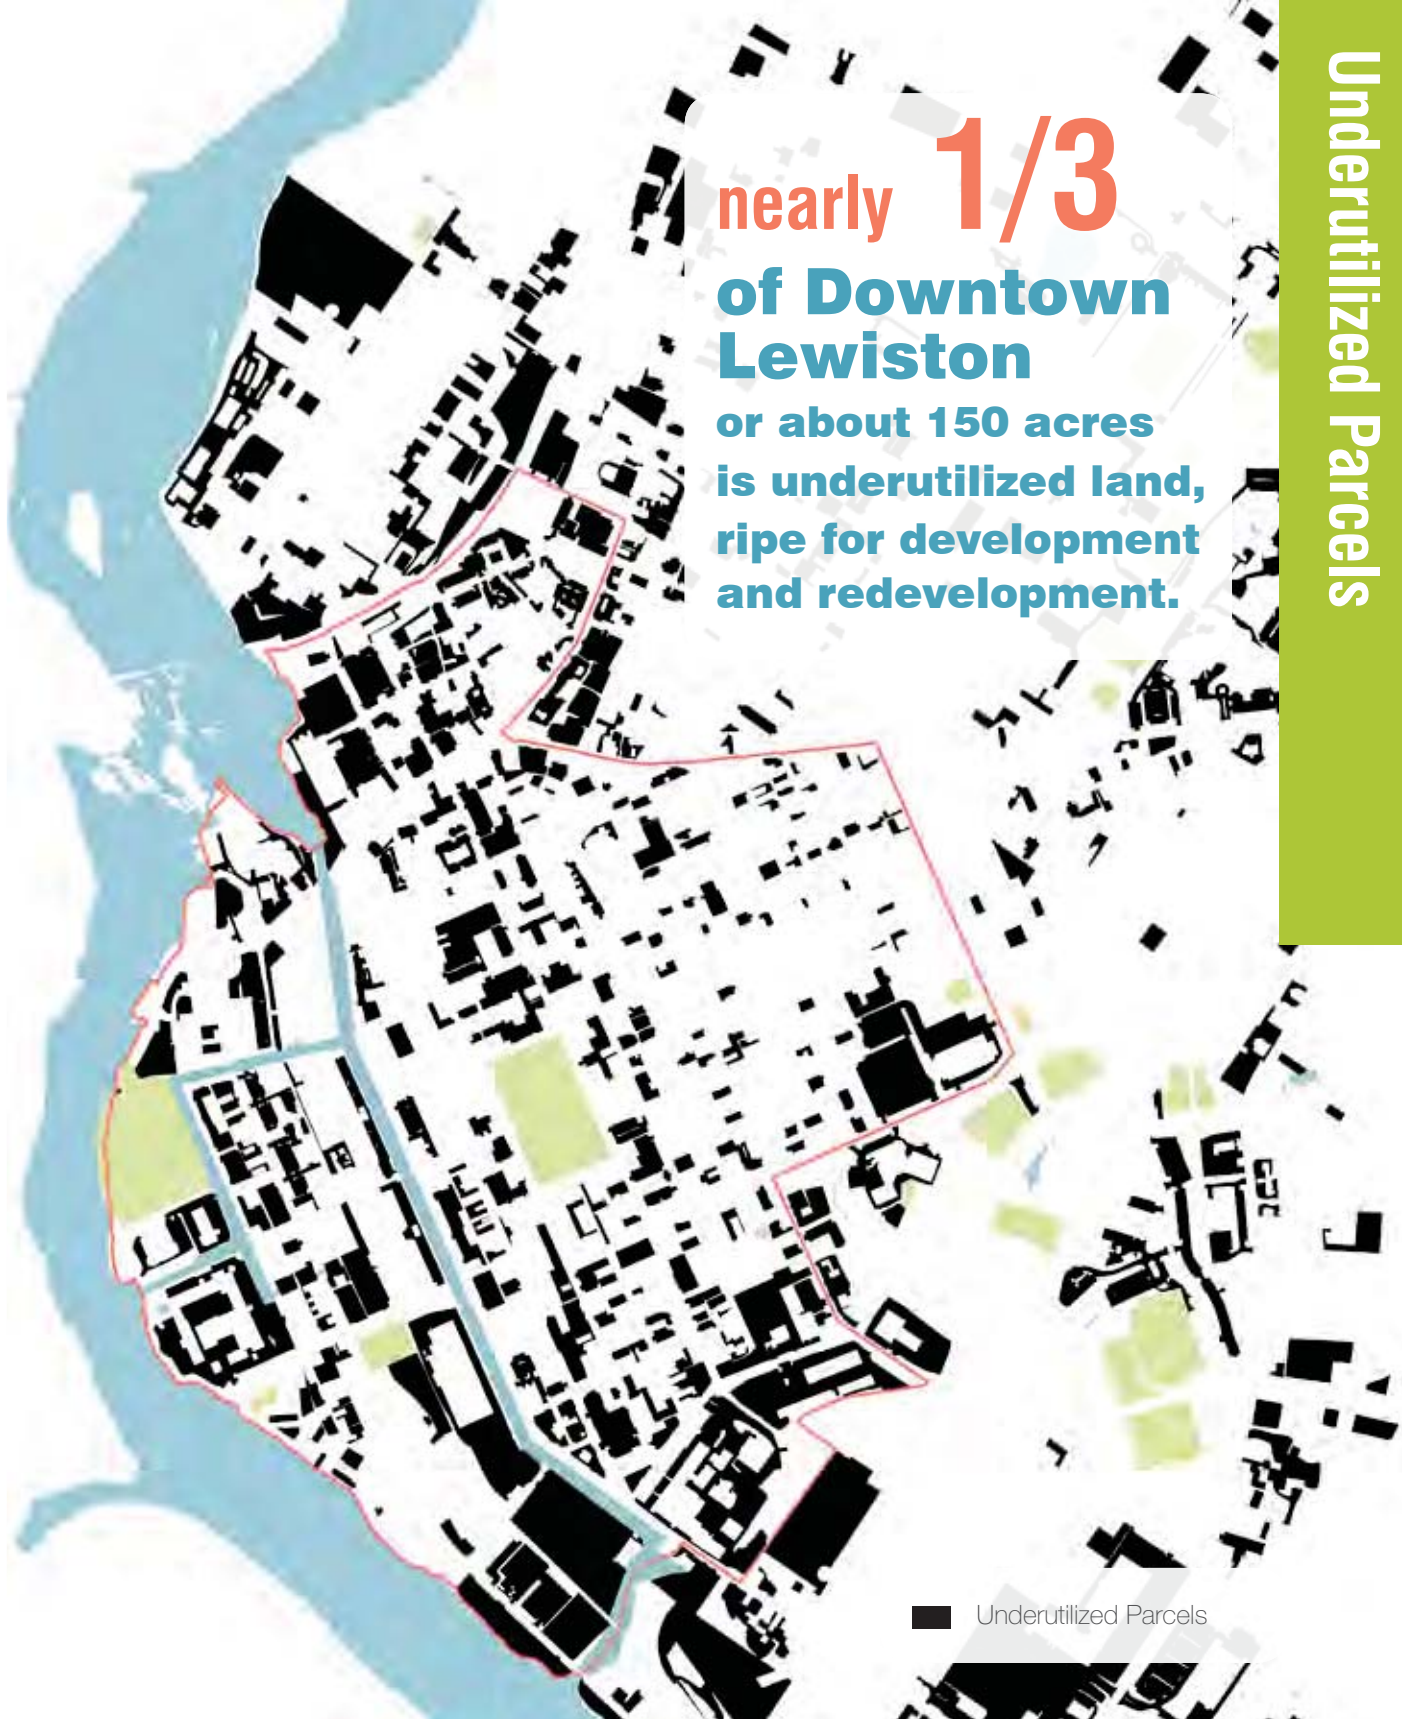 Underutilized Parcels
nearly 1/3
of Downtown
Lewiston
or about 150 acres
is underutilized land,
ripe for development
and redevelopment.
Underutilized Parcels